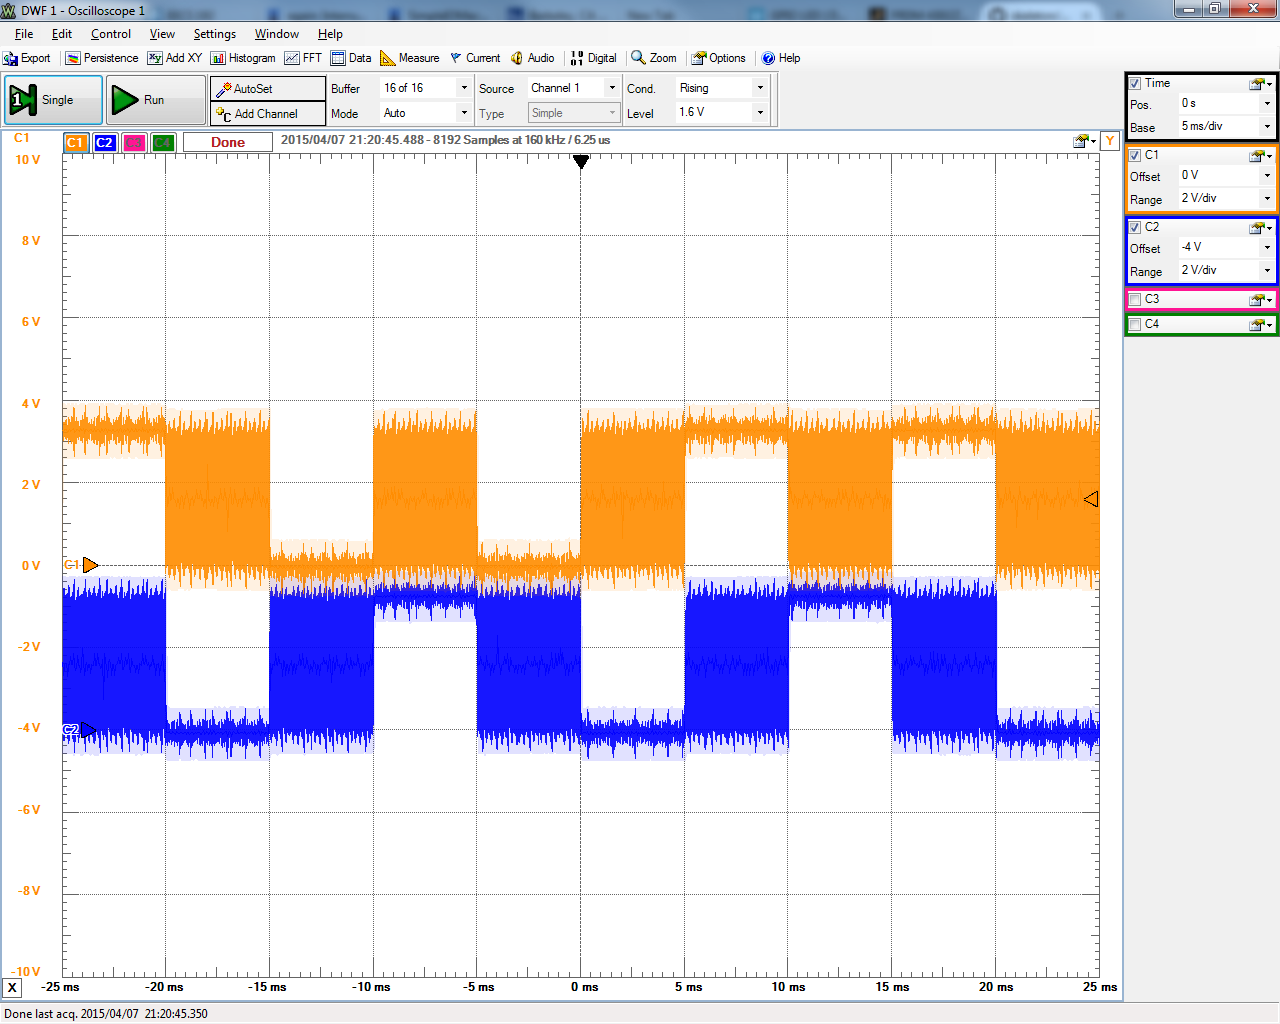 DWF 1 - Oscilloscope 1
File Edit Control View Settings Window Help
Export Persistence Add XY Histogram FFT Data Measure Current Audio Digital Zoom Options Help
Single Run AutoSet Buffer 16 of 16 Source Channel 1 Cond. Rising
Add Channel Mode Auto Type Simple Level 1.6 V
C1 C1 C2 C3 C4 Done 2015/04/07 21:20:45.488 - 8192 Samples at 160 kHz / 6.25 us Y
10 V
8 V
6 V
4 V
2 V
0 V
-2 V
-4 V
-6 V
-8 V
-10 V
C1
C2
X -25 ms -20 ms -15 ms -10 ms -5 ms 0 ms 5 ms 10 ms 15 ms 20 ms 25 ms
Time
Pos. 0 s
Base 5 ms/div
C1
Offset 0 V
Range 2 V/div
C2
Offset -4 V
Range 2 V/div
C3
C4
Done last acq. 2015/04/07 21:20:45.350